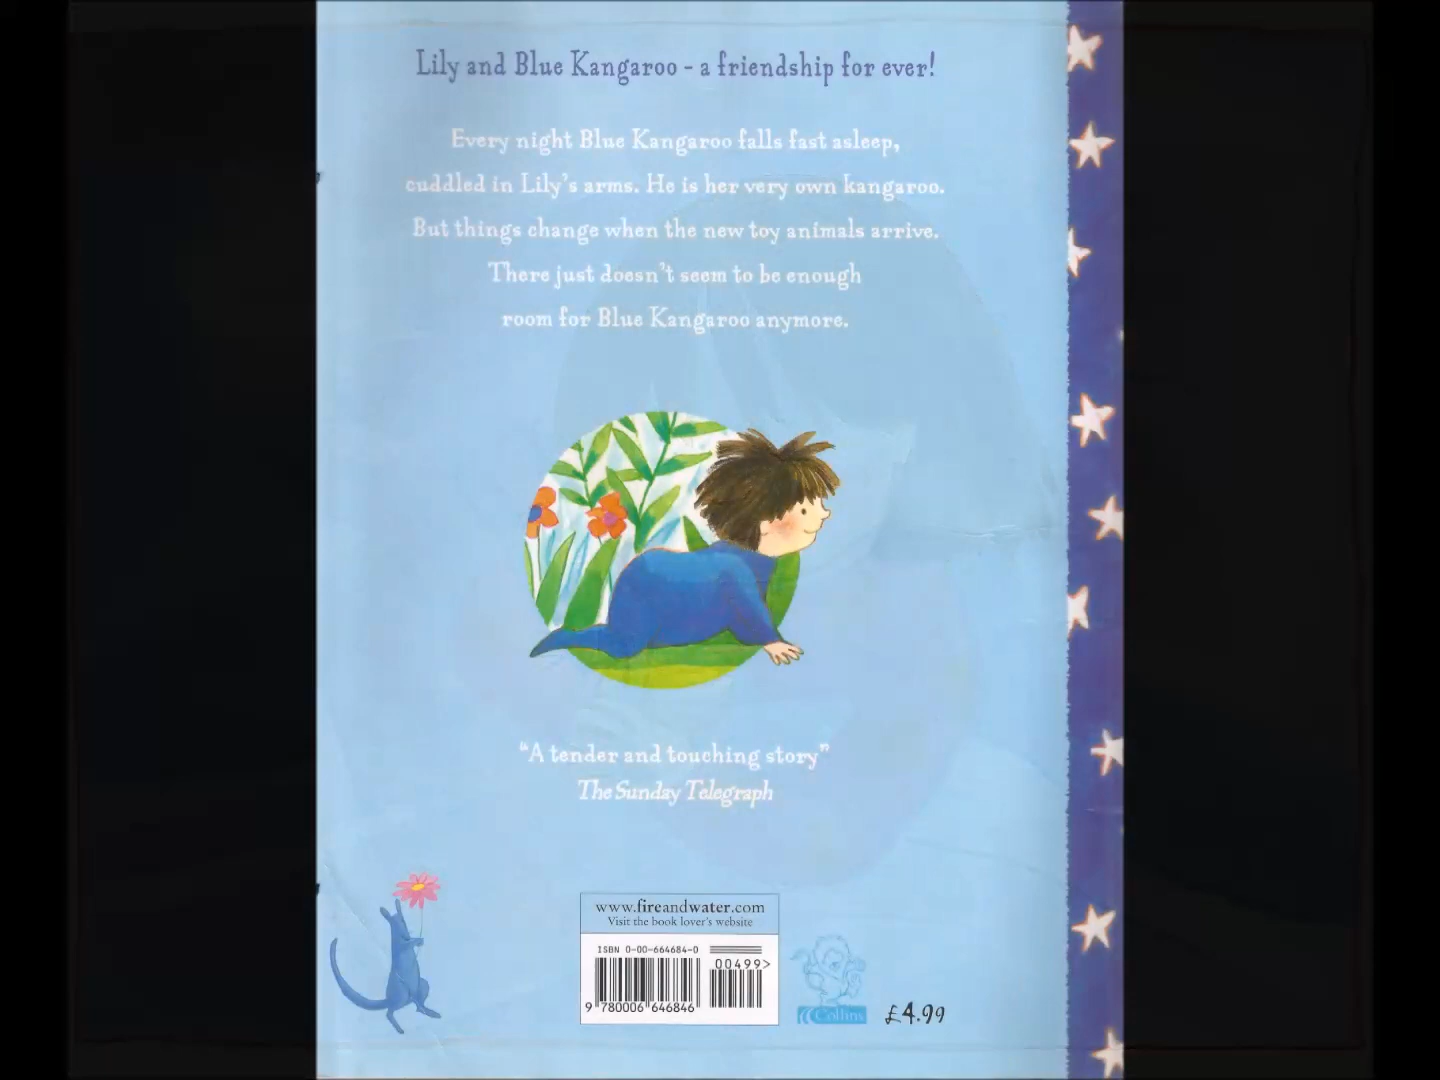 Lily and Blue Kangaroo - a friendship for ever!
Every night Blue Kangaroo falls fast asleep,
cuddled in Lily's arms. He is her very own kangaroo.
But things change when the new toy animals arrive.
There just doesn't seem to be enough
room for Blue Kangaroo anymore.
"A tender and touching story"
The Sunday Telegraph
www.fireandwater.com
Visit the book lover's website
ISBN 0-00-664684-0
00499>
9 780006 646846
Collins
£4.99